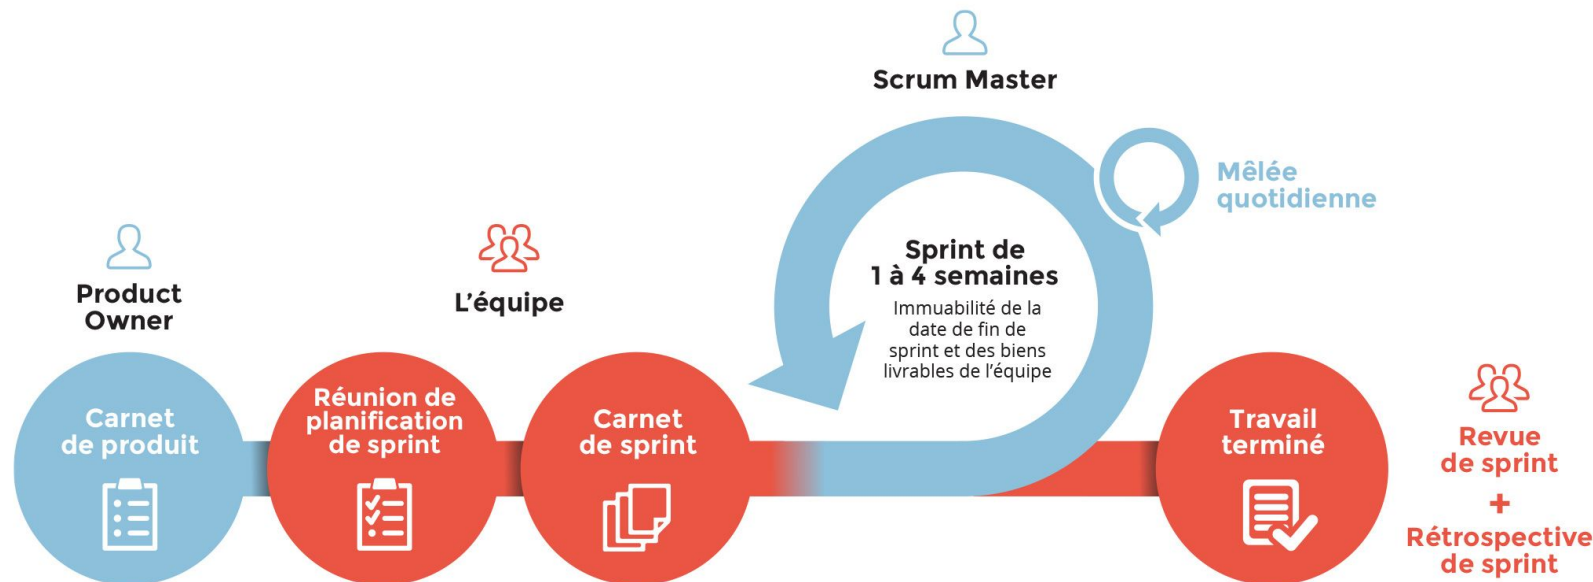 Scrum Master
Mêlée
quotidienne
Sprint de
1 à 4 semaines
Immuabilité de la
date de fin de
sprint et des biens
livrables de l'équipe
Product
Owner
L'équipe
Carnet
de produit
Réunion de
planification
de sprint
Carnet
de sprint
Travail
terminé
Revue
de sprint
+
Rétrospective
de sprint